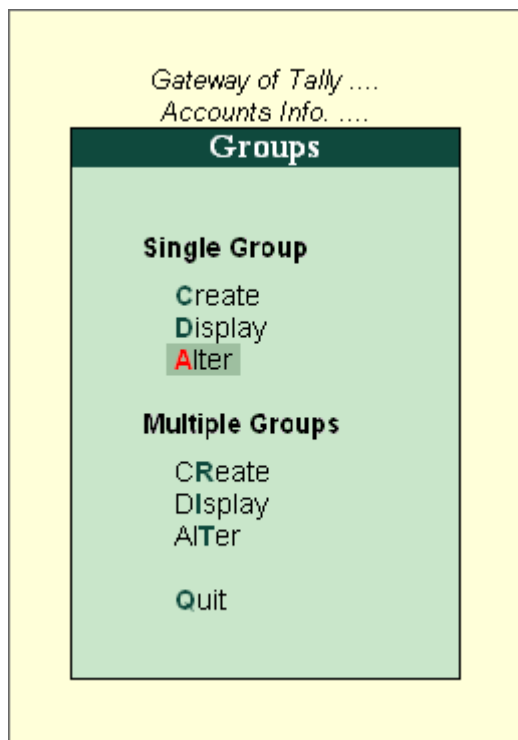 Gateway of Tally ....
Accounts Info. ....
Groups
Single Group
Create
Display
Alter
Multiple Groups
CReate
DIsplay
AlTer
Quit